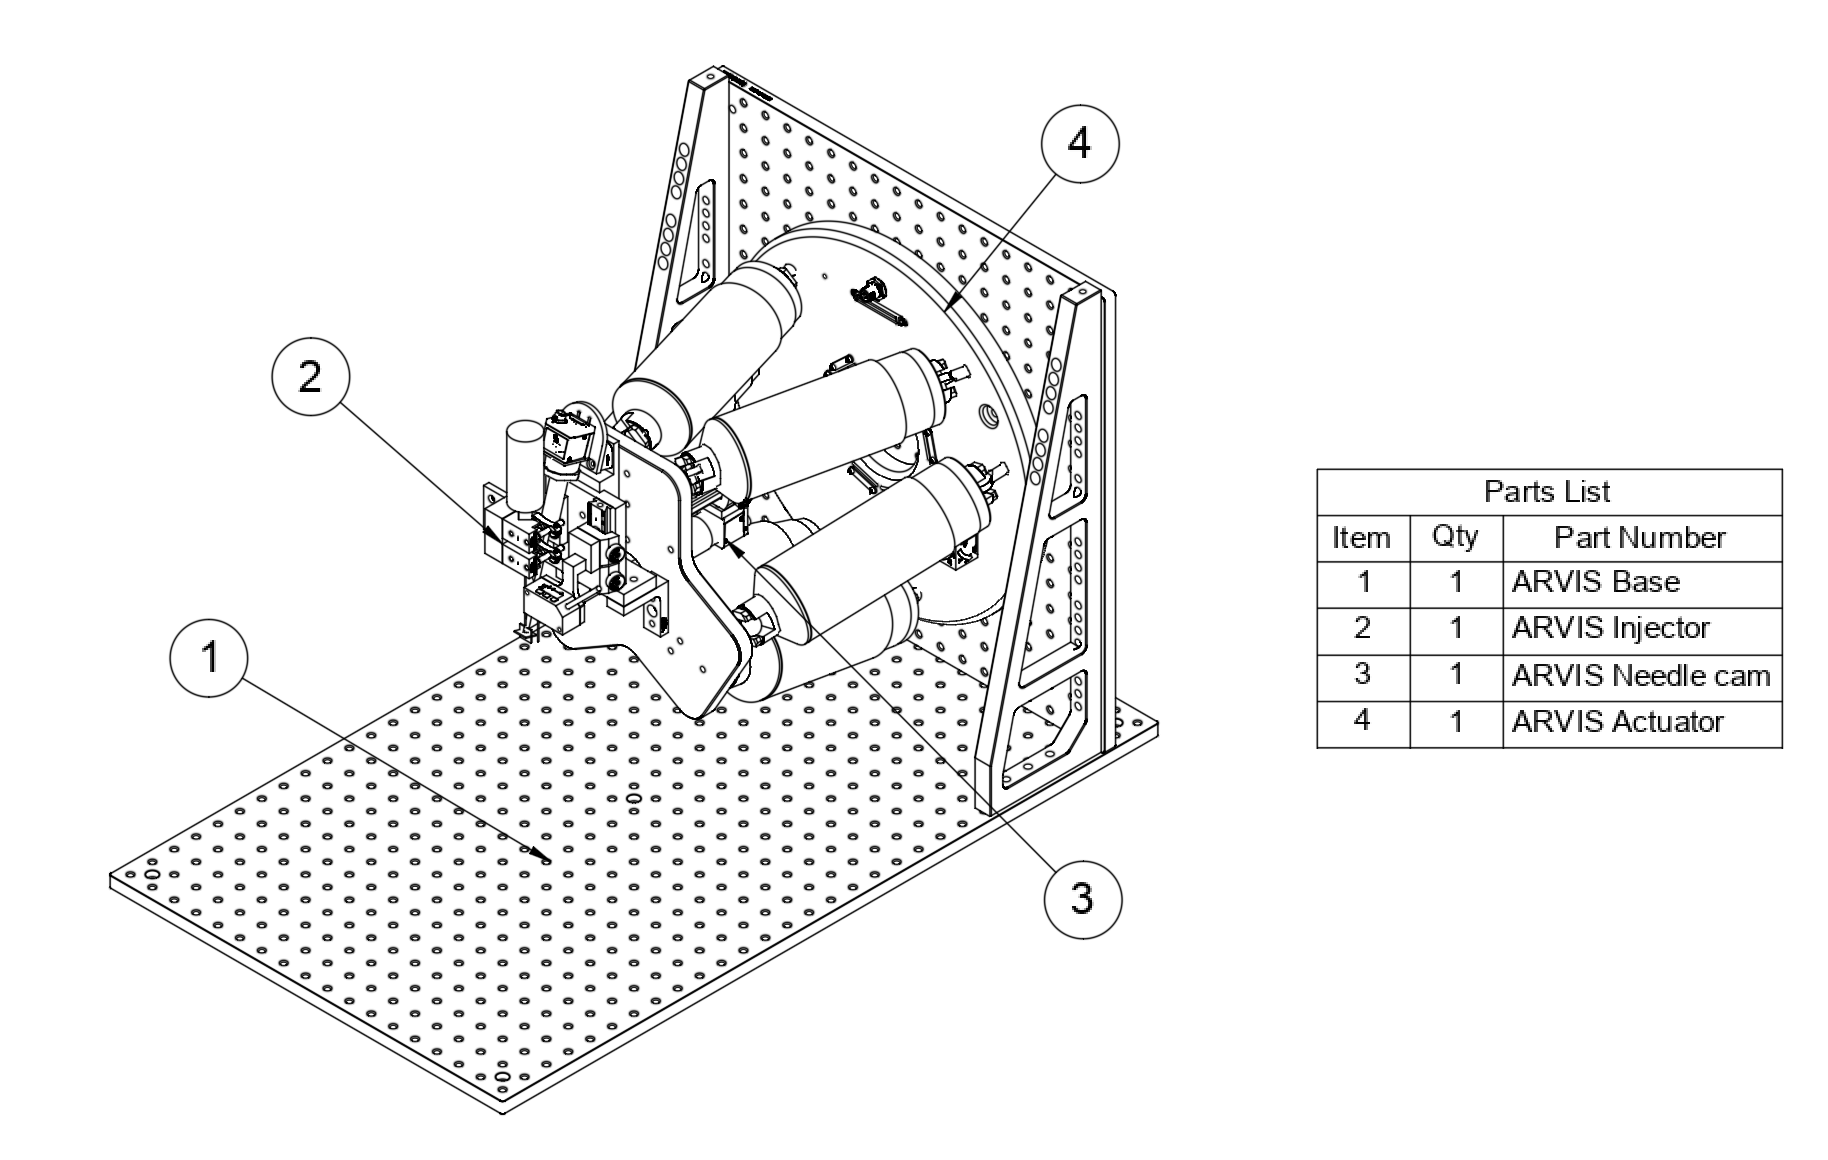 4
2
1
3
Parts List
Item Qty Part Number
1 1 ARVIS Base
2 1 ARVIS Injector
3 1 ARVIS Needle cam
4 1 ARVIS Actuator